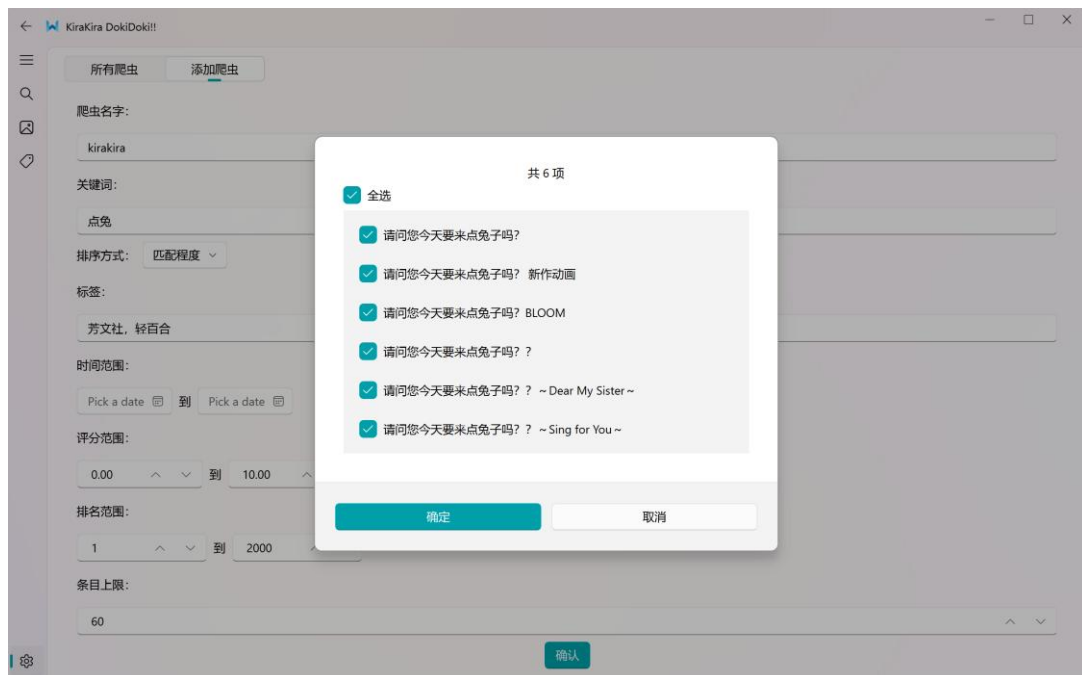 KiraKira DokiDoki!!
所有爬虫 添加爬虫
爬虫名字：
kirakira
关键词：
点兔
排序方式： 匹配程度
标签：
芳文社，轻百合
时间范围：
Pick a date 到 Pick a date
评分范围：
0.00 到 10.00
排名范围：
1 到 2000
条目上限：
60
确认
共 6 项
全选
请问您今天要来点兔子吗？
请问您今天要来点兔子吗？ 新作动画
请问您今天要来点兔子吗？BLOOM
请问您今天要来点兔子吗？？
请问您今天要来点兔子吗？？～Dear My Sister～
请问您今天要来点兔子吗？？～Sing for You～
确定 取消